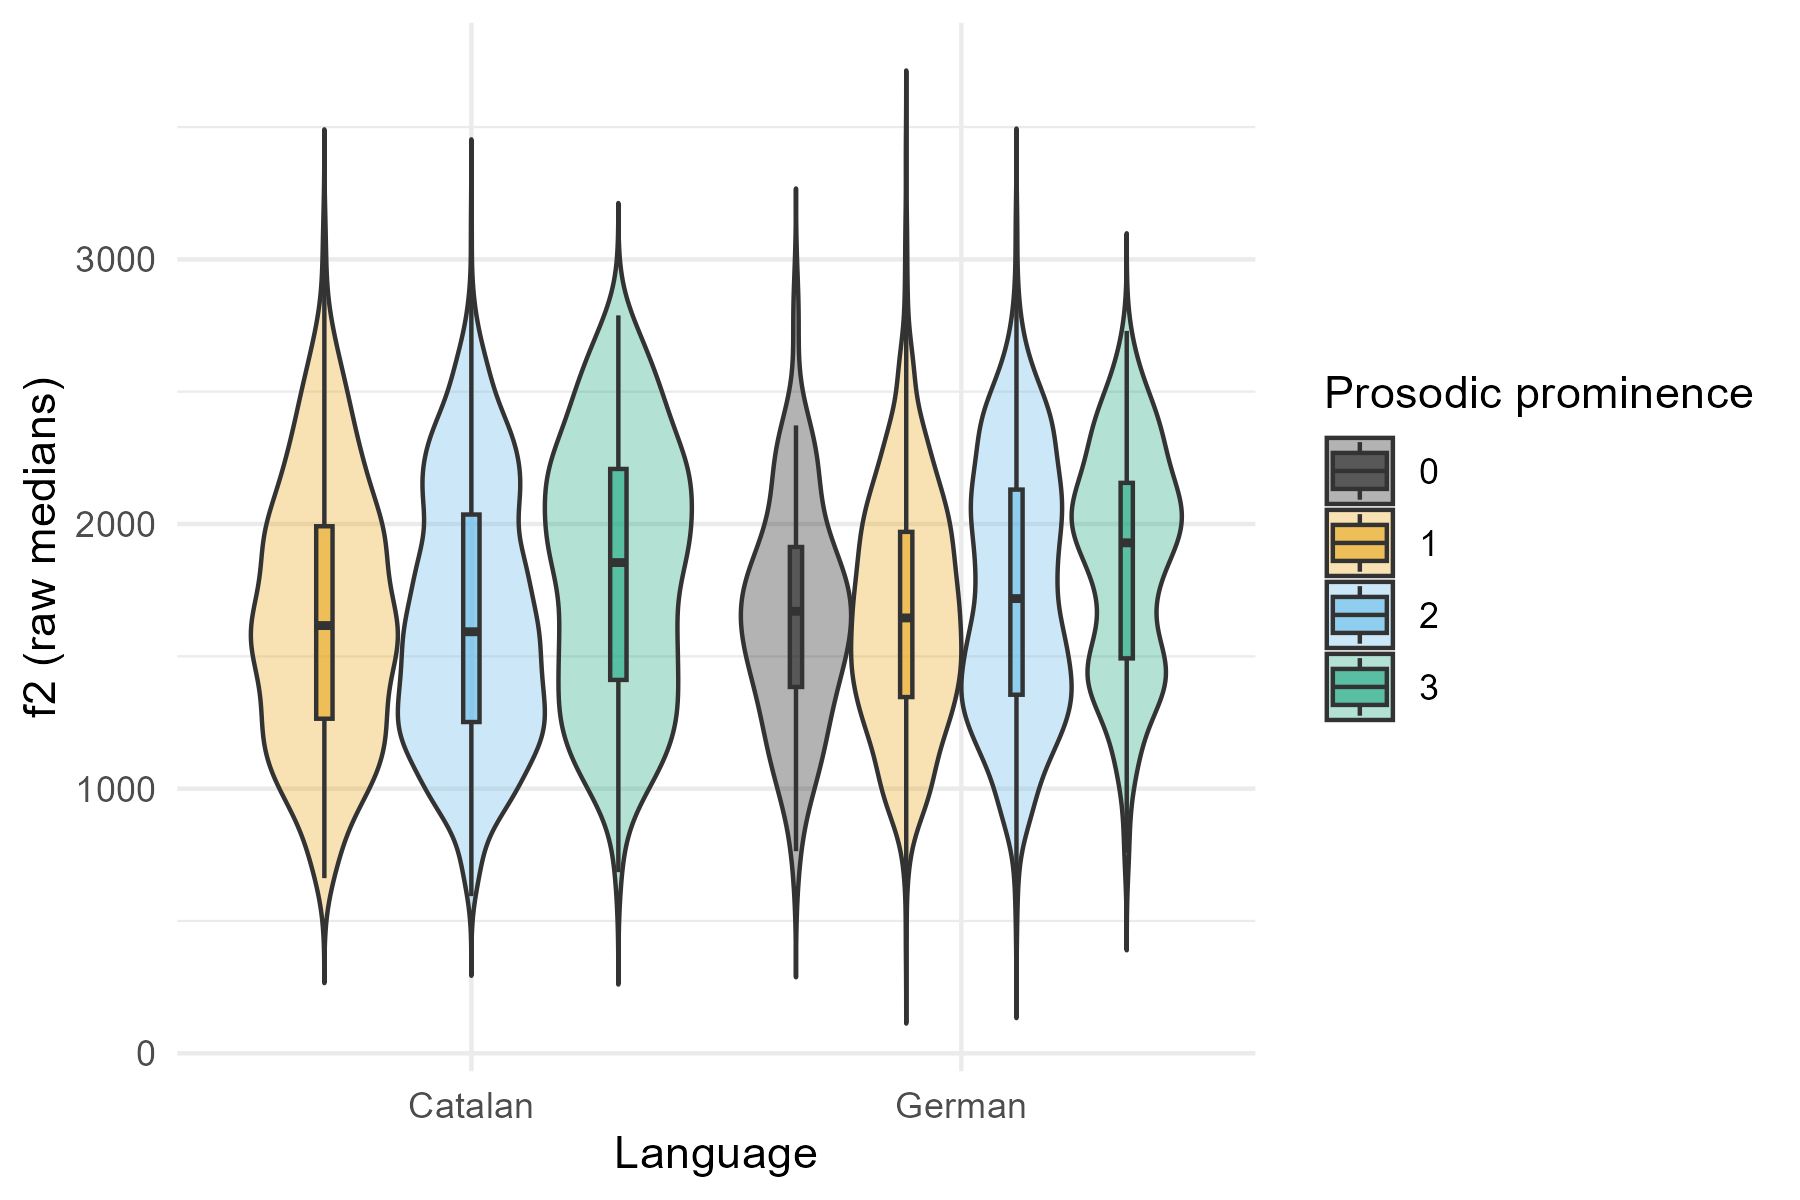 f2 (raw medians)
3000
2000
1000
0
Catalan
German
Language
Prosodic prominence
0
1
2
3